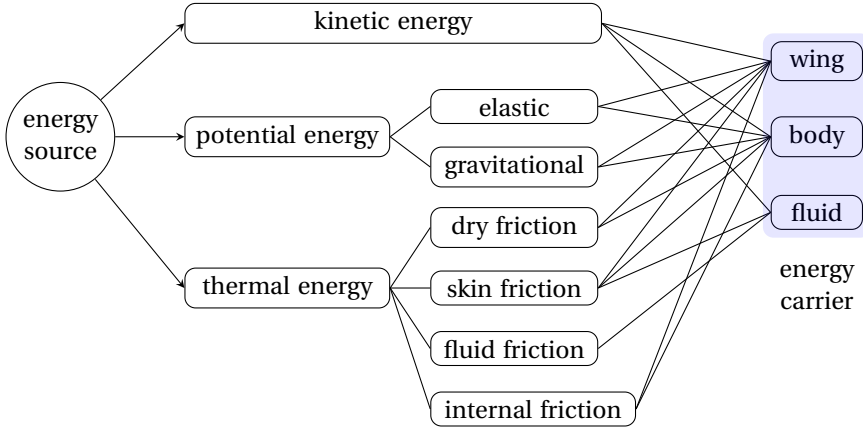 kinetic energy
wing
energy
source
elastic
potential energy
body
gravitational
dry friction
fluid
thermal energy
skin friction
energy
carrier
fluid friction
internal friction